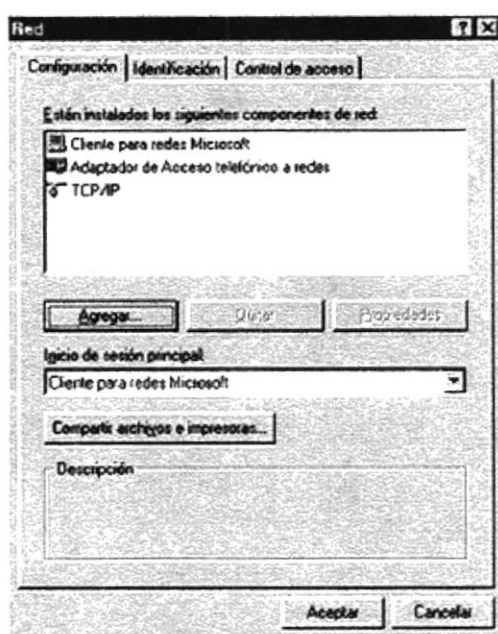 Red
Configuración Identificación Control de acceso
Están instalados los siguientes componentes de red:
Cliente para redes Microsoft
Adaptador de Acceso telefónico a redes
TCP/IP
Agregar... Quitar Propiedades
Inicio de sesión principal:
Cliente para redes Microsoft
Compartir archivos e impresoras...
Descripción
Aceptar Cancelar